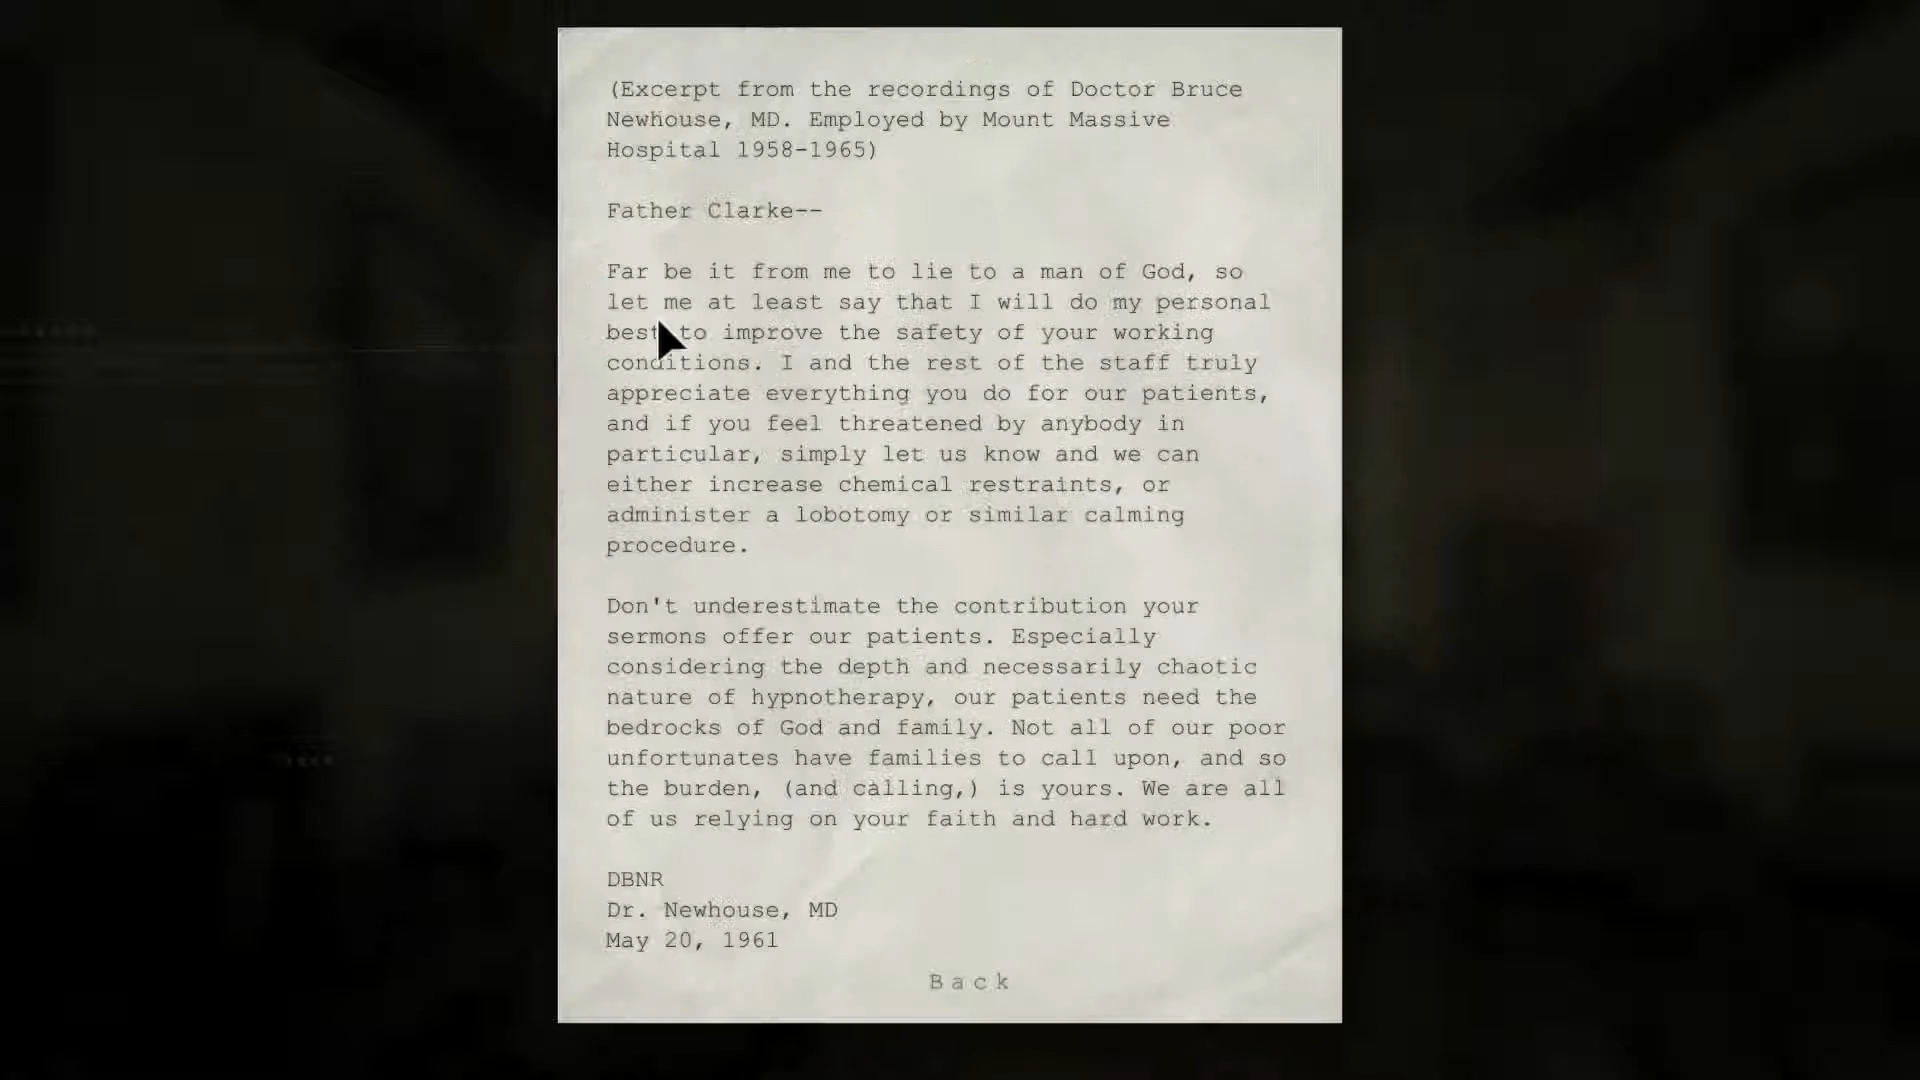 (Excerpt from the recordings of Doctor Bruce
Newhouse, MD. Employed by Mount Massive
Hospital 1958-1965)
Father Clarke--
Far be it from me to lie to a man of God, so
let me at least say that I will do my personal
best to improve the safety of your working
conditions. I and the rest of the staff truly
appreciate everything you do for our patients,
and if you feel threatened by anybody in
particular, simply let us know and we can
either increase chemical restraints, or
administer a lobotomy or similar calming
procedure.
Don't underestimate the contribution your
sermons offer our patients. Especially
considering the depth and necessarily chaotic
nature of hypnotherapy, our patients need the
bedrocks of God and family. Not all of our poor
unfortunates have families to call upon, and so
the burden, (and calling,) is yours. We are all
of us relying on your faith and hard work.
DBNR
Dr. Newhouse, MD
May 20, 1961
Back